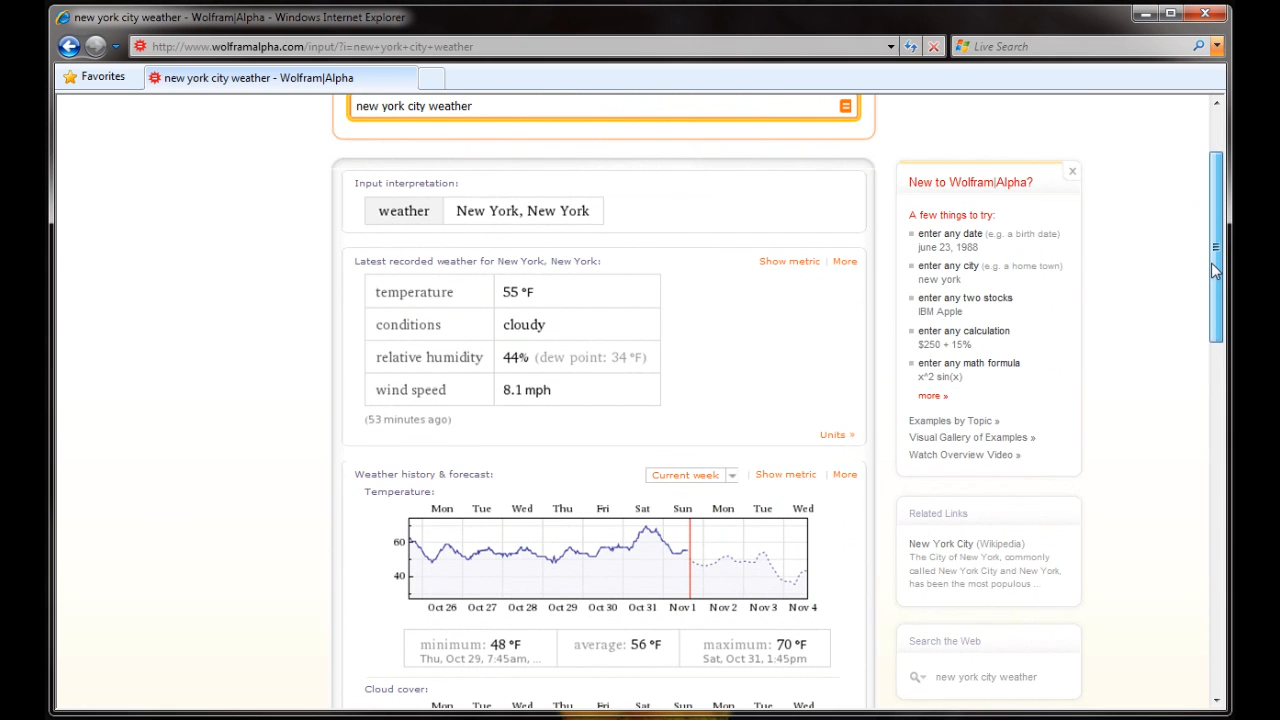 new york city weather - Wolfram|Alpha - Windows Internet Explorer
http://www.wolframalpha.com/input/?i=new+york+city+weather
Live Search
Favorites
new york city weather - Wolfram|Alpha
new york city weather
Input interpretation:
weather New York, New York
Latest recorded weather for New York, New York:
Show metric | More
temperature 55 °F
conditions cloudy
relative humidity 44% (dew point: 34 °F)
wind speed 8.1 mph
(53 minutes ago)
Units »
Weather history & forecast:
Current week | Show metric | More
Temperature:
Mon Tue Wed Thu Fri Sat Sun Mon Tue Wed
60
40
Oct 26 Oct 27 Oct 28 Oct 29 Oct 30 Oct 31 Nov 1 Nov 2 Nov 3 Nov 4
minimum: 48 °F average: 56 °F maximum: 70 °F
Thu, Oct 29, 7:45am, ... Sat, Oct 31, 1:45pm
Cloud cover:
Mon Tue Wed Thu Fri Sat Sun Mon Tue Wed
New to Wolfram|Alpha?
A few things to try:
enter any date (e.g. a birth date)
june 23, 1988
enter any city (e.g. a home town)
new york
enter any two stocks
IBM Apple
enter any calculation
$250 + 15%
enter any math formula
x^2 sin(x)
more »
Examples by Topic »
Visual Gallery of Examples »
Watch Overview Video »
Related Links
New York City (Wikipedia)
The City of New York, commonly
called New York City and New York,
has been the most populous ...
Search the Web
new york city weather